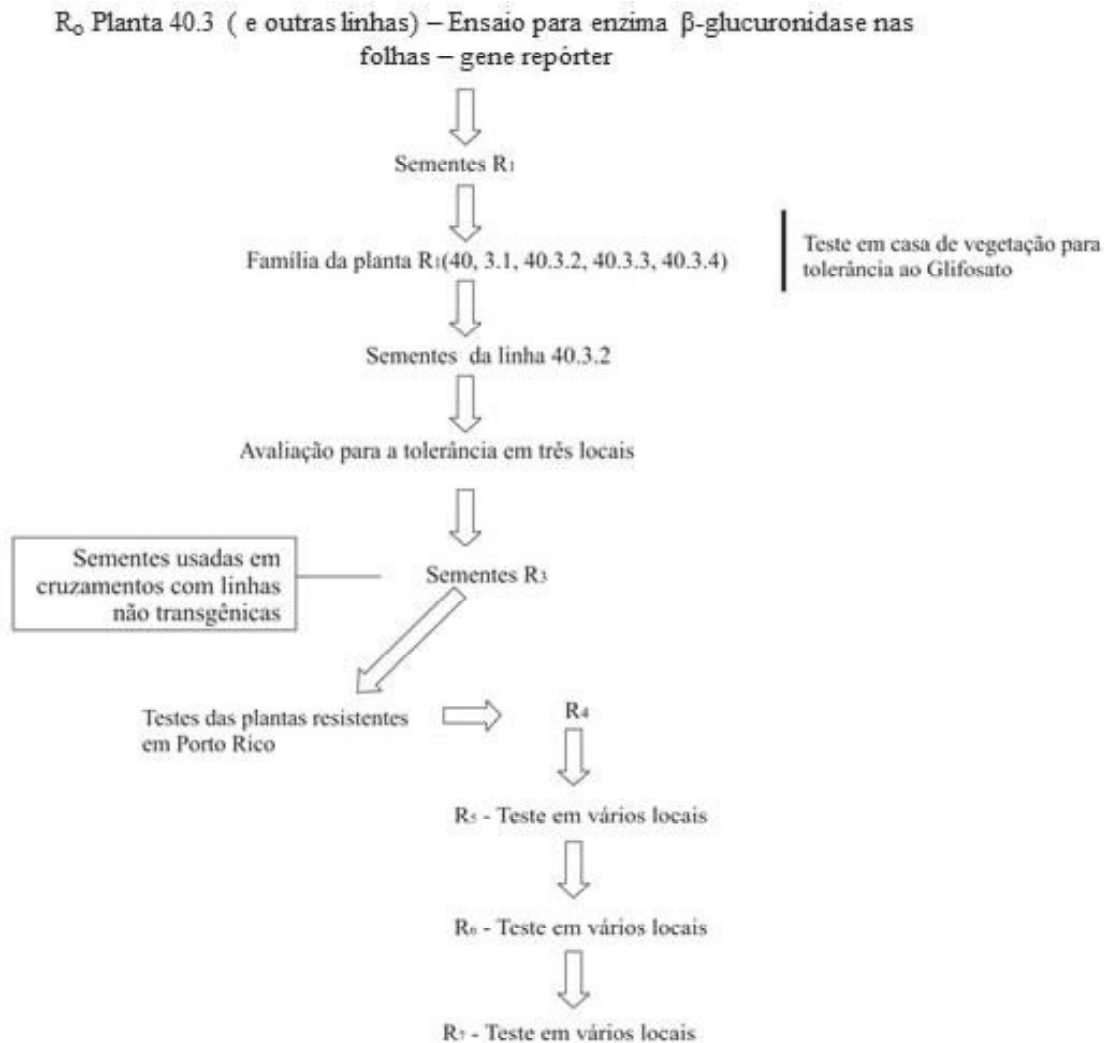 R₀ Planta 40.3 ( e outras linhas) – Ensaio para enzima β-glucuronidase nas
folhas – gene repórter
Sementes R₁
Família da planta R₁(40, 3.1, 40.3.2, 40.3.3, 40.3.4)
Teste em casa de vegetação para
tolerância ao Glifosato
Sementes da linha 40.3.2
Avaliação para a tolerância em três locais
Sementes usadas em
cruzamentos com linhas
não transgênicas
Sementes R₃
Testes das plantas resistentes
em Porto Rico
R₄
R₅ - Teste em vários locais
R₆ - Teste em vários locais
R₇ - Teste em vários locais